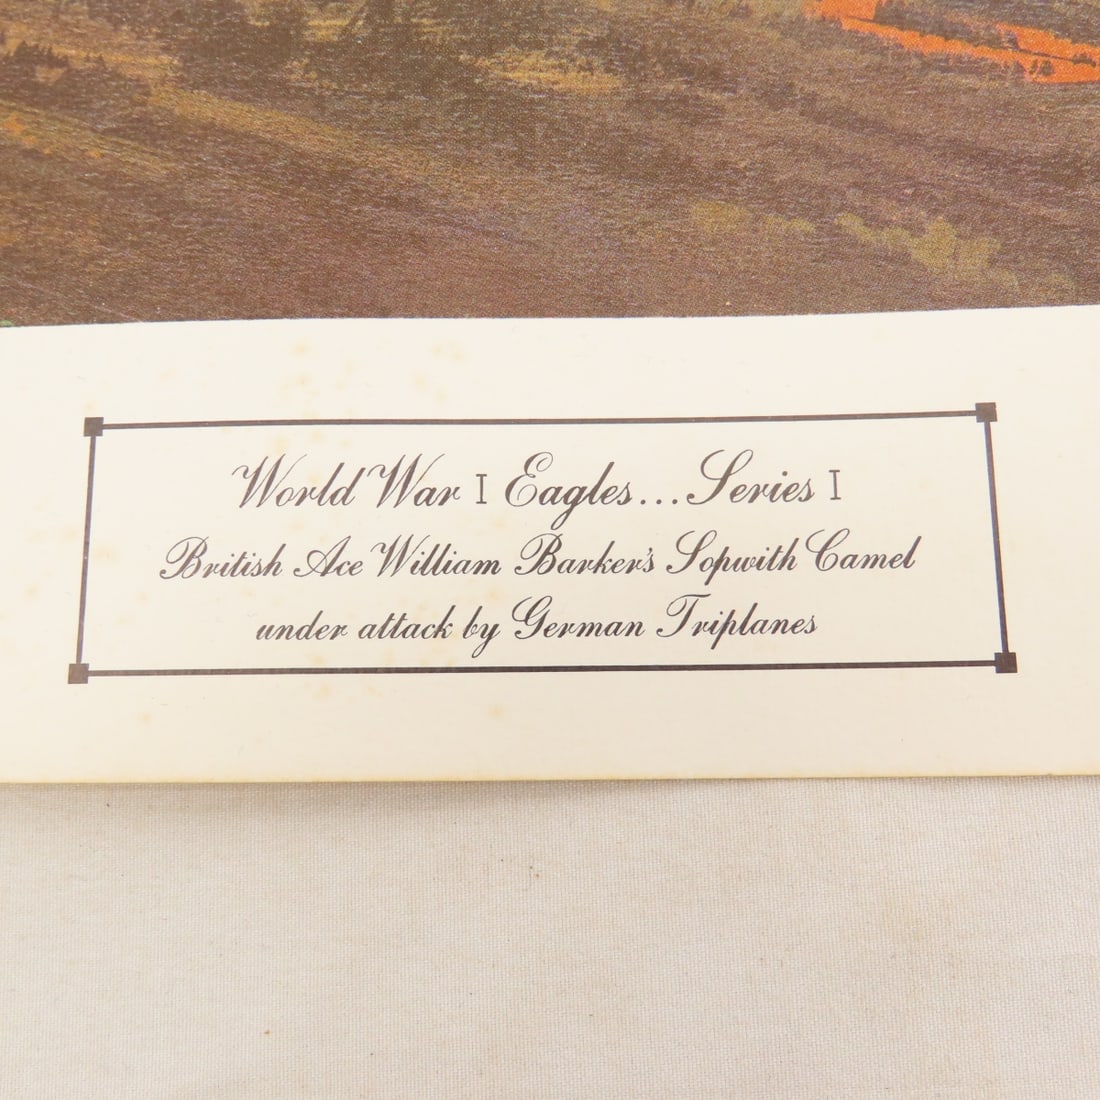 World War I Eagles...Series I
British Ace William Barker's Sopwith Camel
under attack by German Triplanes